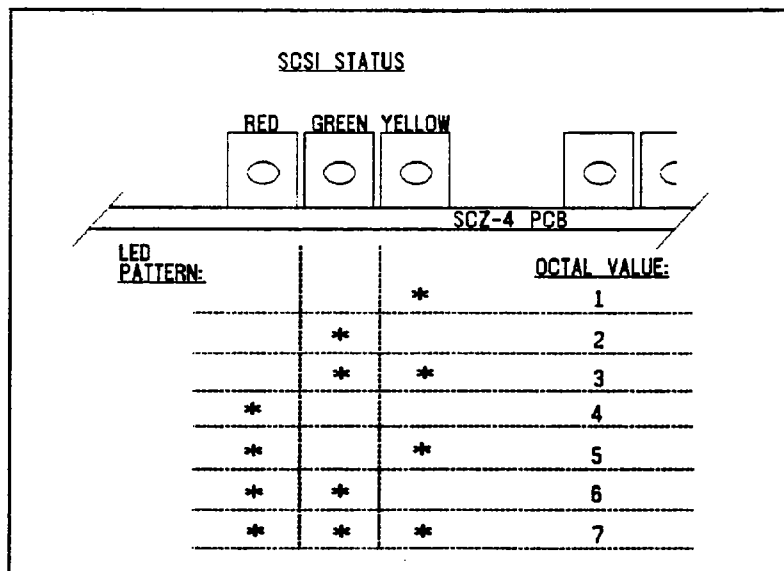 SCSI STATUS
RED GREEN YELLOW
SCZ-4 PCB
LED
PATTERN:
OCTAL VALUE:
* 1
* 2
* * 3
* 4
* * 5
* * 6
* * * 7